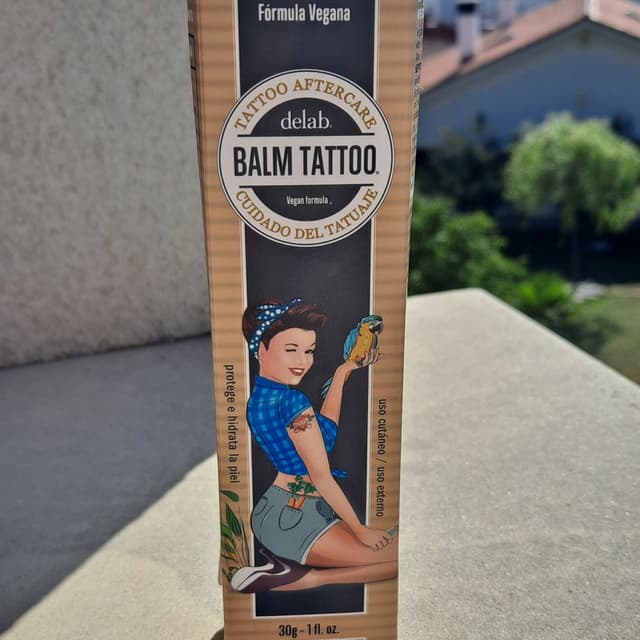 Fórmula Vegana
TATTOO AFTERCARE
delab
BALM TATTOO
Vegan formula
CUIDADO DEL TATUAJE
protege e hidrata la piel
uso cutáneo / uso externo
30g - 1 fl. oz.